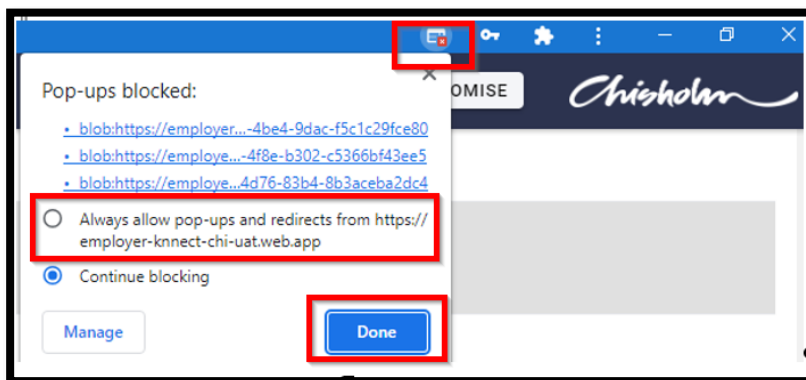 Pop-ups blocked:
OMISE
Chisholm
• blob:https://employer...-4be4-9dac-f5c1c29fce80
• blob:https://employe...-4f8e-b302-c5366bf43ee5
• blob:https://employe...4d76-83b4-8b3aceba2dc4
Always allow pop-ups and redirects from https://
employer-knnect-chi-uat.web.app
Continue blocking
Manage
Done